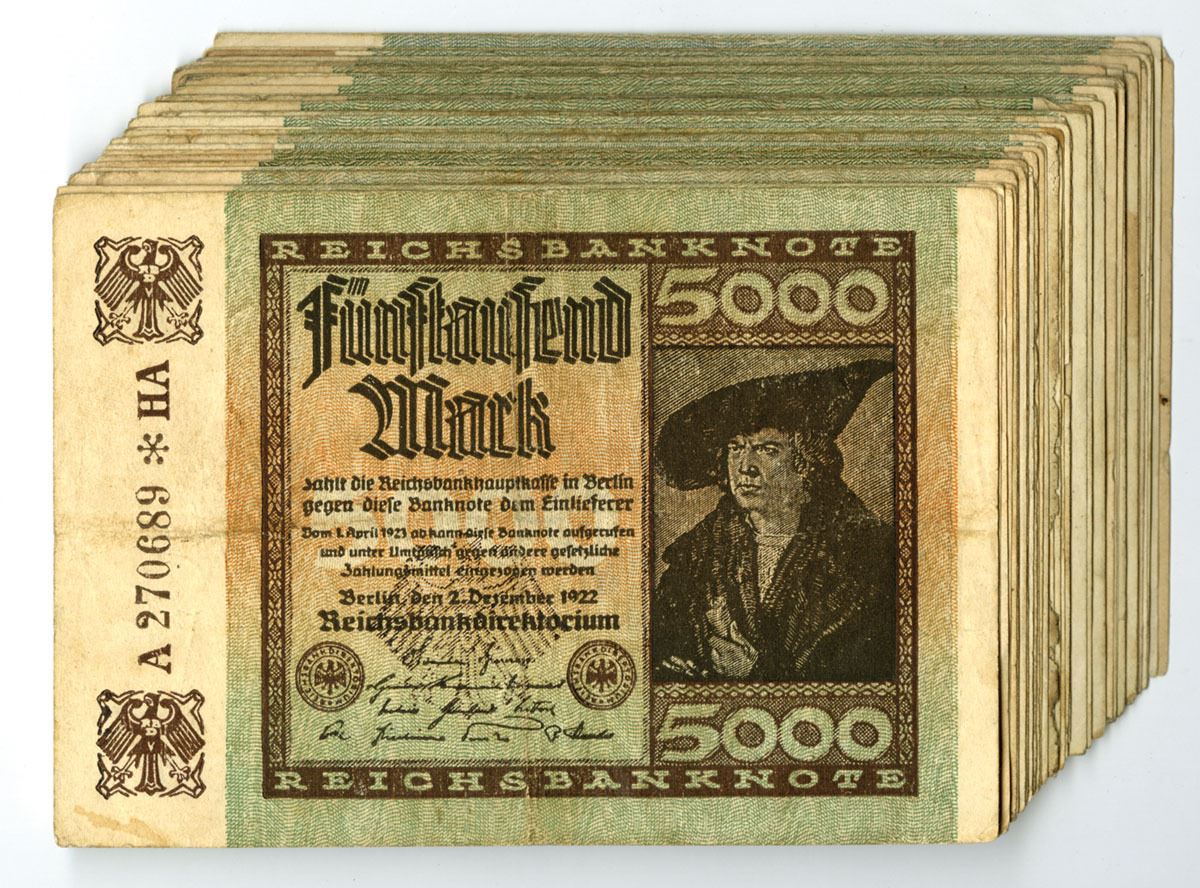 REICHSBANKNOTE
5000
Fünftausend
Mark
zahlt die Reichsbankhauptkasse in Berlin
gegen diese Banknote dem Einlieferer
Vom 1. April 1923 ab kann diese Banknote aufgerufen
und unter Umtausch gegen andere gesetzliche
Zahlungsmittel eingezogen werden
Berlin, den 2. Dezember 1922
Reichsbankdirektorium
5000
REICHSBANKNOTE
A 270689 * HA